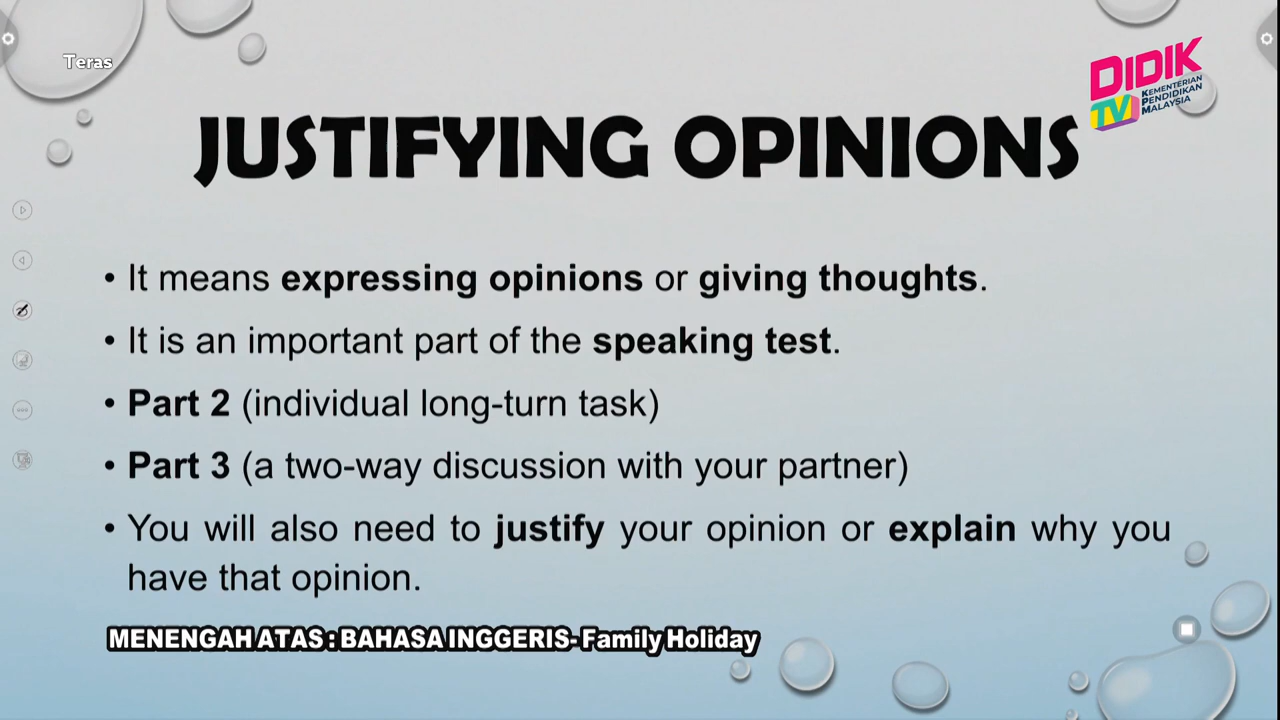 Teras
DIDIK
TV
KEMENTERIAN
PENDIDIKAN
MALAYSIA
JUSTIFYING OPINIONS
• It means expressing opinions or giving thoughts.
• It is an important part of the speaking test.
• Part 2 (individual long-turn task)
• Part 3 (a two-way discussion with your partner)
• You will also need to justify your opinion or explain why you
have that opinion.
MENENGAH ATAS : BAHASA INGGERIS- Family Holiday